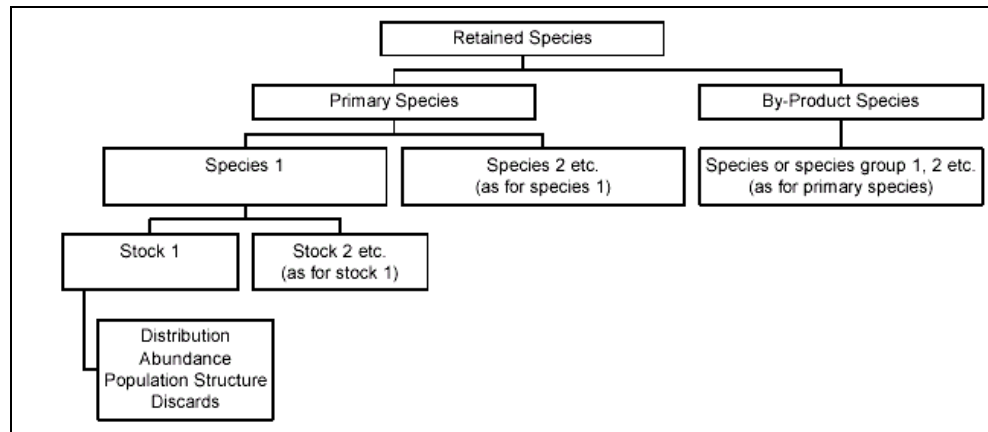 Retained Species
Primary Species
By-Product Species
Species 1
Species 2 etc.
(as for species 1)
Species or species group 1, 2 etc.
(as for primary species)
Stock 1
Stock 2 etc.
(as for stock 1)
Distribution
Abundance
Population Structure
Discards